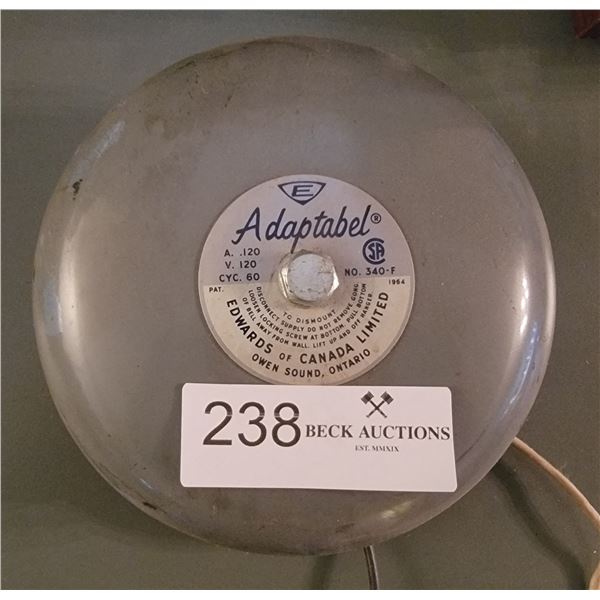 E
Adaptabel®
A. .120
V. 120
CYC. 60
SA
NO. 340-F
PAT. 1964
TO DISMOUNT
DISCONNECT SUPPLY DO NOT REMOVE GONG
LOOSEN LOCKING SCREW AT BOTTOM. PULL BOTTOM
OF BELL AWAY FROM WALL. LIFT UP AND OFF HANGER.
EDWARDS OF CANADA LIMITED
OWEN SOUND, ONTARIO
238
BECK AUCTIONS
EST. MMXIX